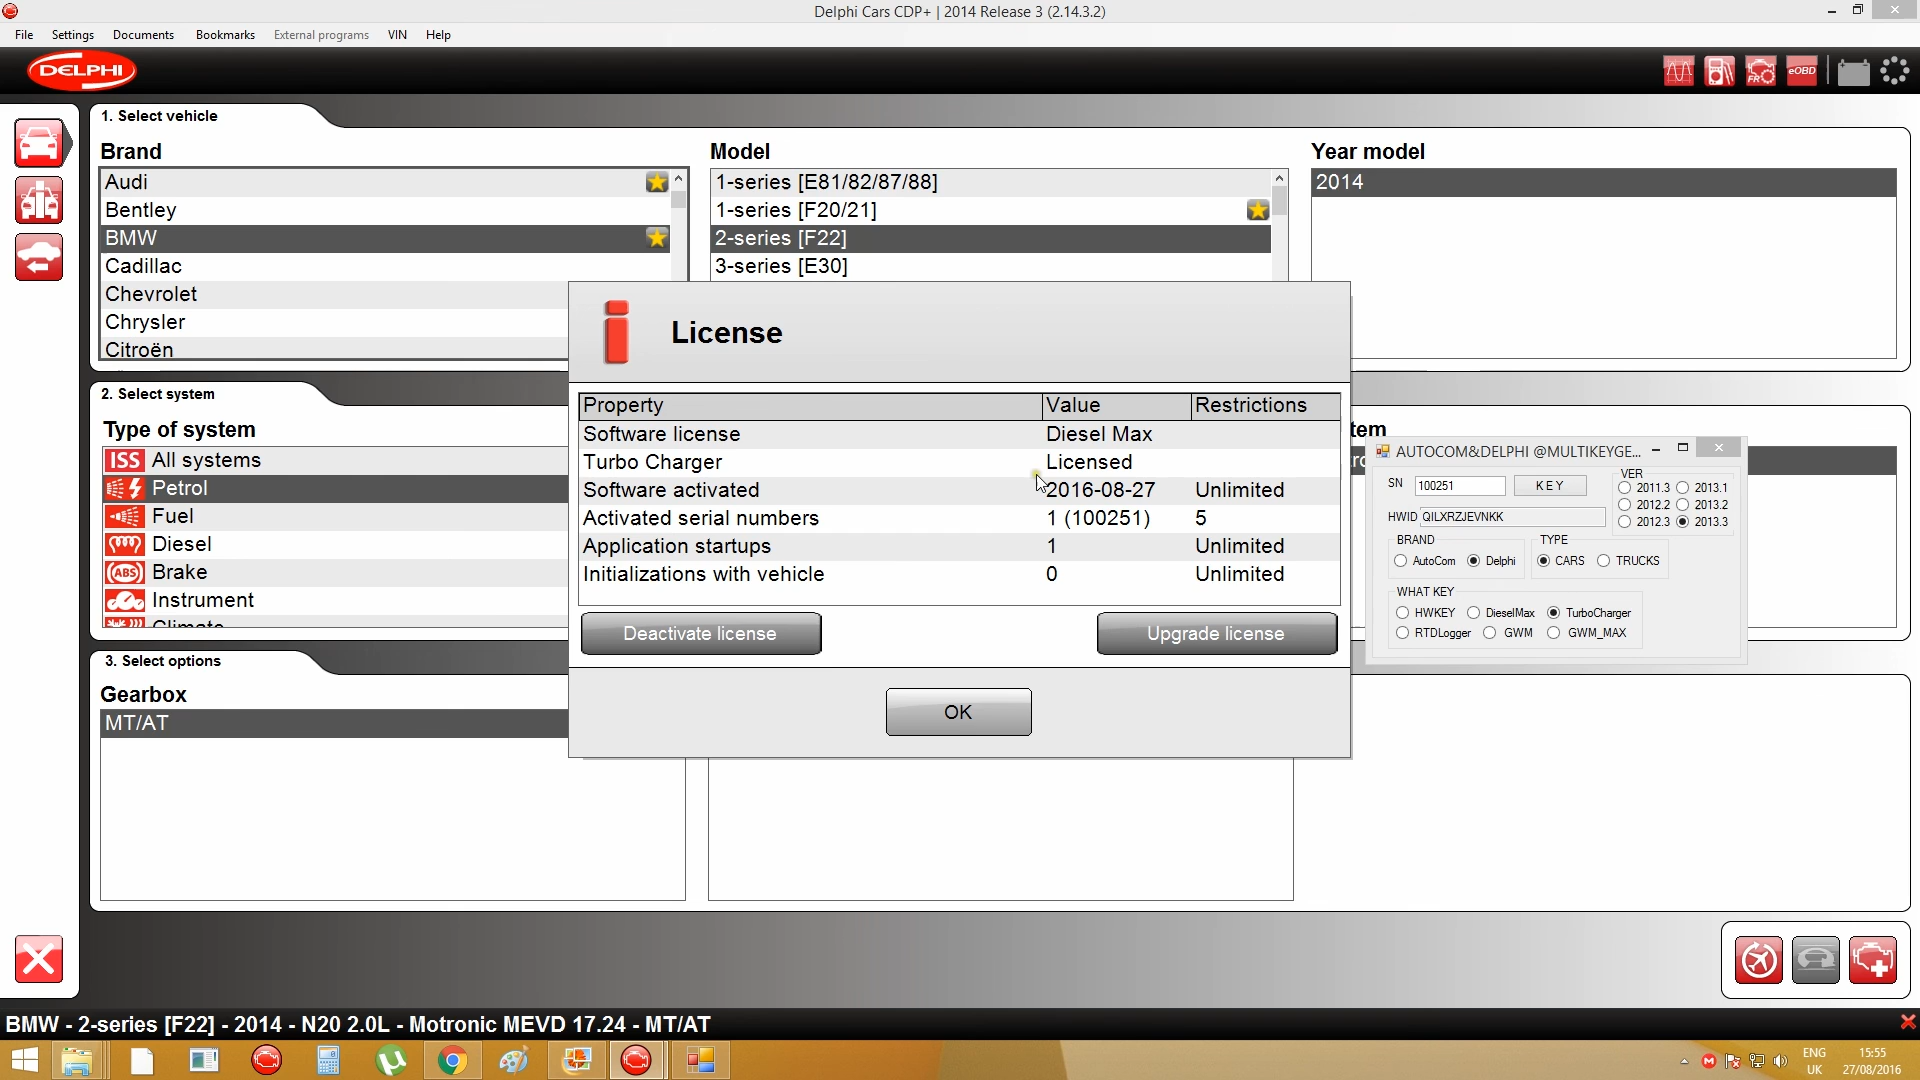 Delphi Cars CDP+ | 2014 Release 3 (2.14.3.2)
File Settings Documents Bookmarks External programs VIN Help
DELPHI
FR
eOBD
1. Select vehicle
Brand Model Year model
Audi 1-series [E81/82/87/88] 2014
Bentley 1-series [F20/21]
BMW 2-series [F22]
Cadillac 3-series [E30]
Chevrolet
Chrysler
Citroën
License
Property Value Restrictions
Software license Diesel Max
Turbo Charger Licensed
Software activated 2016-08-27 Unlimited
Activated serial numbers 1 (100251) 5
Application startups 1 Unlimited
Initializations with vehicle 0 Unlimited
Deactivate license Upgrade license
OK
2. Select system
Type of system
ISS All systems
Petrol
Fuel
Diesel
ABS Brake
Instrument
Climate
AUTOCOM&DELPHI @MULTIKEYGE...
SN 100251 KEY
HWID QILXRZJEVNKK
VER
2011.3 2013.1
2012.2 2013.2
2012.3 2013.3
BRAND
AutoCom Delphi
TYPE
CARS TRUCKS
WHAT KEY
HWKEY DieselMax TurboCharger
RTDLogger GWM GWM_MAX
3. Select options
Gearbox
MT/AT
BMW - 2-series [F22] - 2014 - N20 2.0L - Motronic MEVD 17.24 - MT/AT
ENG 15:55
UK 27/08/2016